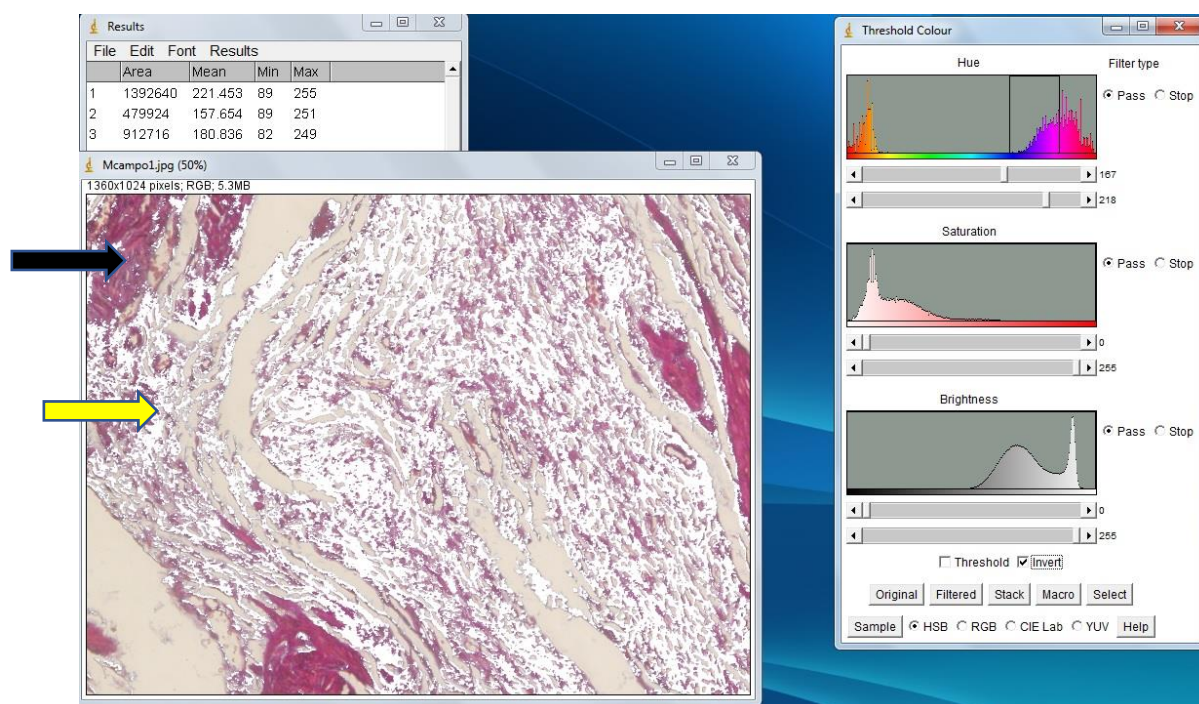 Results
File Edit Font Results
Area Mean Min Max
1 1392640 221.453 89 255
2 479924 157.654 89 251
3 912716 180.836 82 249
Mcampo1.jpg (50%)
1360x1024 pixels; RGB; 5.3MB
Threshold Colour
Hue Filter type
Pass Stop
167
218
Saturation
Pass Stop
0
255
Brightness
Pass Stop
0
255
Threshold Invert
Original Filtered Stack Macro Select
Sample HSB RGB CIE Lab YUV Help